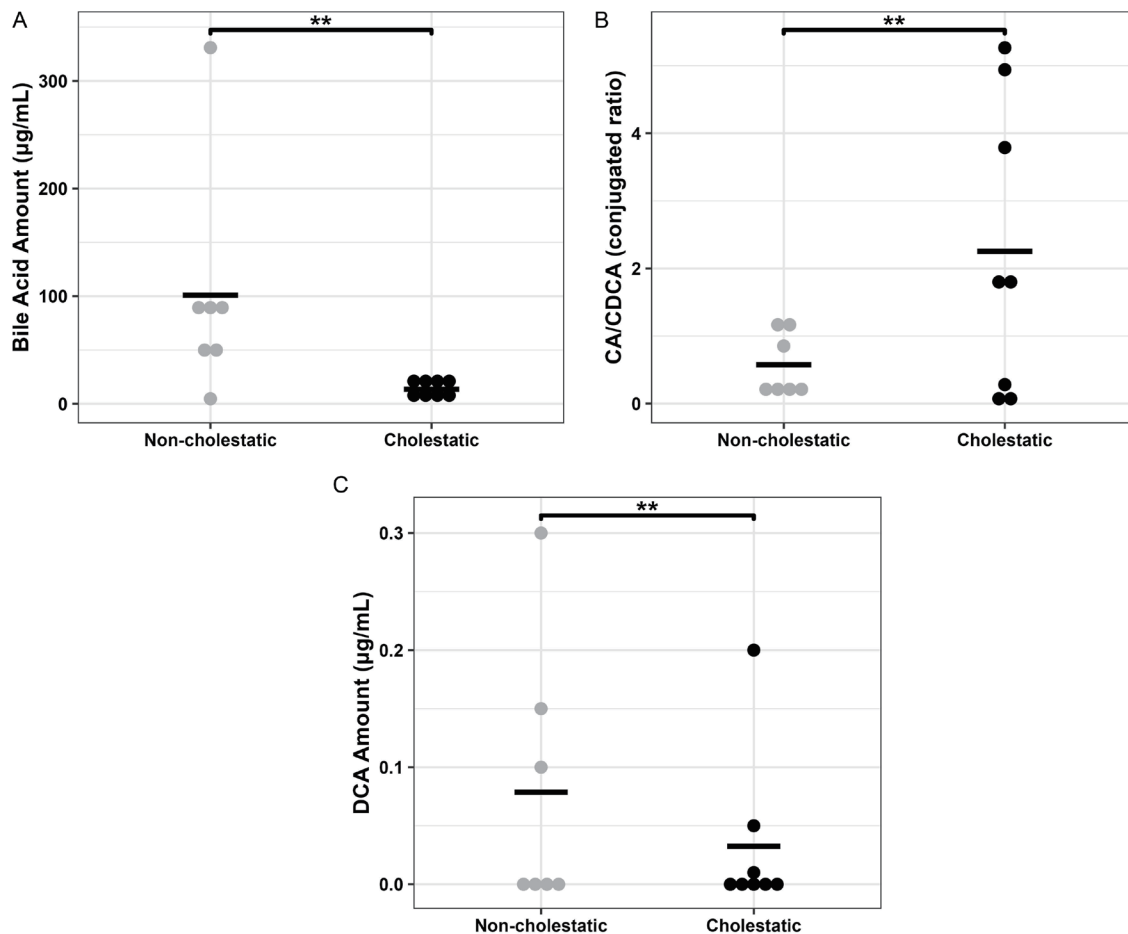 A
**
Bile Acid Amount (µg/mL)
300
200
100
0
Non-cholestatic
Cholestatic
B
**
CA/CDCA (conjugated ratio)
4
2
0
Non-cholestatic
Cholestatic
C
**
DCA Amount (µg/mL)
0.3
0.2
0.1
0.0
Non-cholestatic
Cholestatic